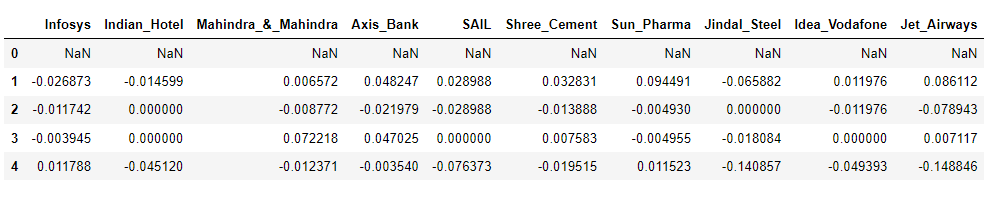 Infosys Indian_Hotel Mahindra_&_Mahindra Axis_Bank SAIL Shree_Cement Sun_Pharma Jindal_Steel Idea_Vodafone Jet_Airways
0 NaN NaN NaN NaN NaN NaN NaN NaN NaN NaN
1 -0.026873 -0.014599 0.006572 0.048247 0.028988 0.032831 0.094491 -0.065882 0.011976 0.086112
2 -0.011742 0.000000 -0.008772 -0.021979 -0.028988 -0.013888 -0.004930 0.000000 -0.011976 -0.078943
3 -0.003945 0.000000 0.072218 0.047025 0.000000 0.007583 -0.004955 -0.018084 0.000000 0.007117
4 0.011788 -0.045120 -0.012371 -0.003540 -0.076373 -0.019515 0.011523 -0.140857 -0.049393 -0.148846